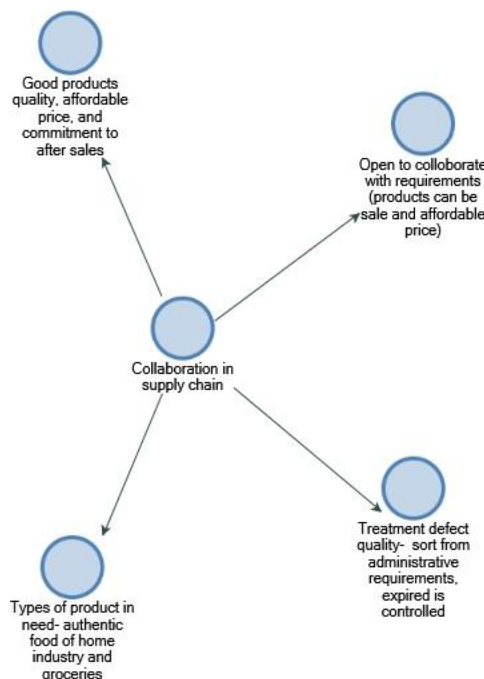 Good products
quality, affordable
price, and
commitment to
after sales
Open to colloborate
with requirements
(products can be
sale and affordable
price)
Collaboration in
supply chain
Treatment defect
quality- sort from
administrative
requirements,
expired is
controlled
Types of product in
need- authentic
food of home
industry and
groceries